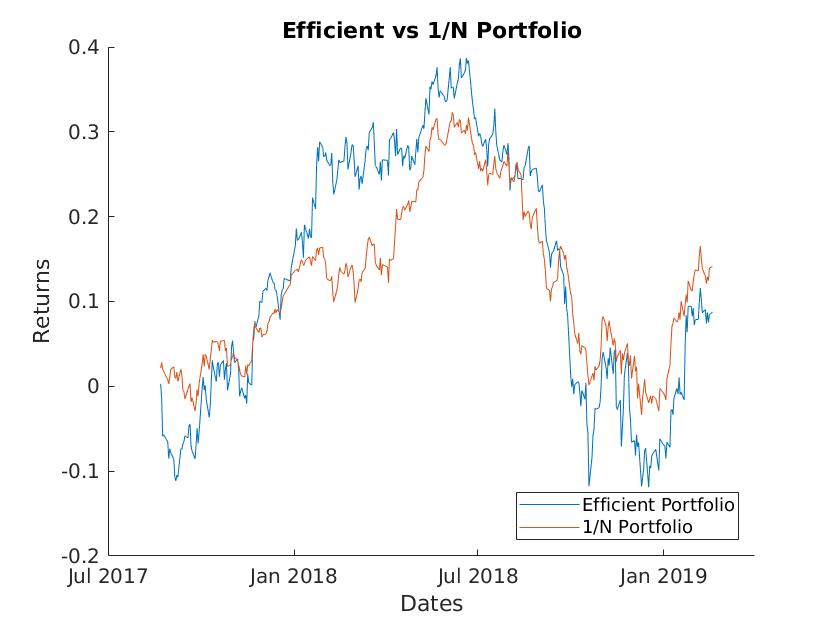 Efficient vs 1/N Portfolio
0.4
0.3
0.2
0.1
0
-0.1
-0.2
Returns
Jul 2017 Jan 2018 Jul 2018 Jan 2019
Dates
Efficient Portfolio
1/N Portfolio